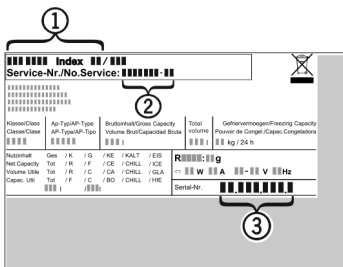 1
Index /
Service-Nr./No.Service: -
2
Klasse/Class Ap-Typ/AP-Type Bruttoinhalt/Gross Capacity Total Gefriervermoegen/Freezing Capacity
Classe/Clase AP-Type/AP-Tipo Volume Brut/Capacidad Bruta volume Pouvoir de Congel./Capac.Congeladora
l l kg / 24 h
Nutzinhalt Ges / K / G / KE / KALT / EIS
Net.Capacity Tot / R / F / CE / CHILL / ICE
Volume Utile Tot / R / C / CA / CHILL / GLA
Capac. Util Tot / F / C / BO / CHILL / HIE
l / l
R : g
W A - V Hz
Serial-Nr.
3